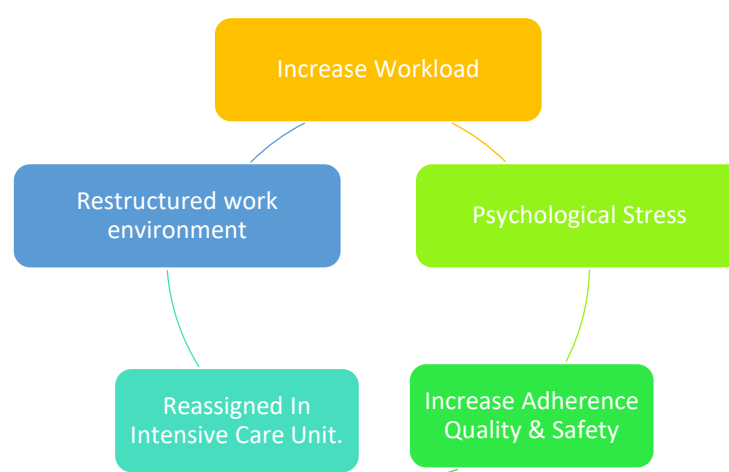 Increase Workload
Restructured work
environment
Psychological Stress
Reassigned In
Intensive Care Unit.
Increase Adherence
Quality & Safety